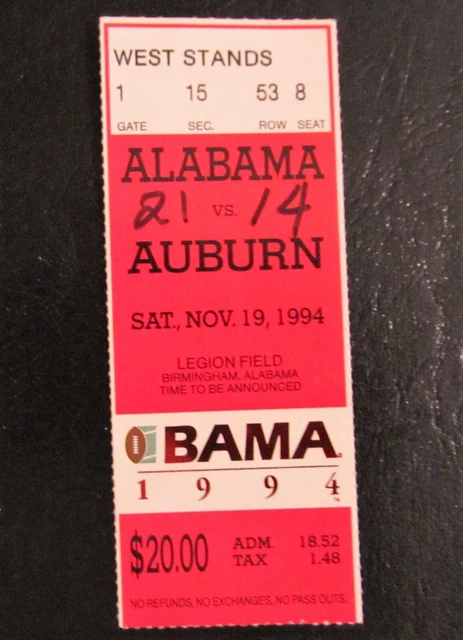 WEST STANDS
1 15 53 8
GATE SEC. ROW SEAT
ALABAMA
21 VS. 14
AUBURN
SAT., NOV. 19, 1994
LEGION FIELD
BIRMINGHAM, ALABAMA
TIME TO BE ANNOUNCED
BAMA
1 9 9 4
$20.00 ADM. 18.52
TAX 1.48
NO REFUNDS, NO EXCHANGES, NO PASS OUTS.